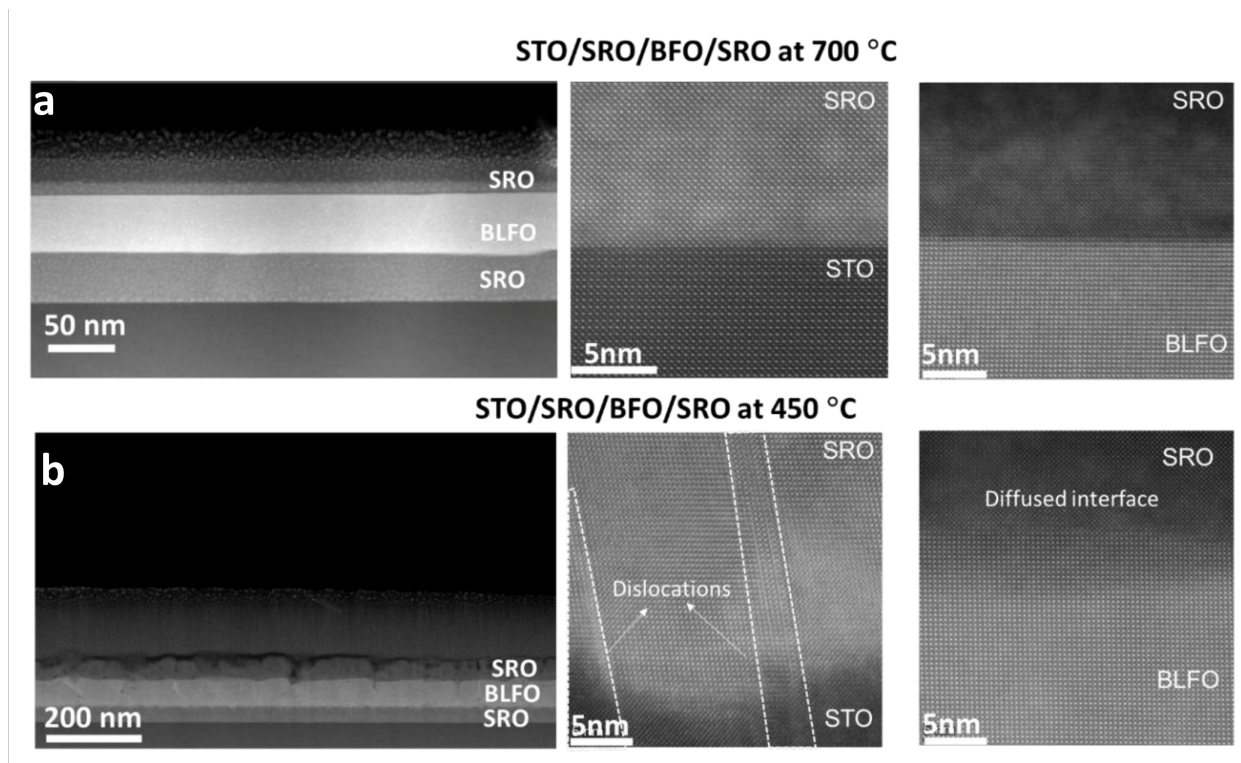 STO/SRO/BFO/SRO at 700 °C
a
SRO
BLFO
SRO
50 nm
SRO
STO
5nm
SRO
BLFO
5nm
STO/SRO/BFO/SRO at 450 °C
b
SRO
BLFO
SRO
200 nm
SRO
Dislocations
STO
5nm
SRO
Diffused interface
BLFO
5nm